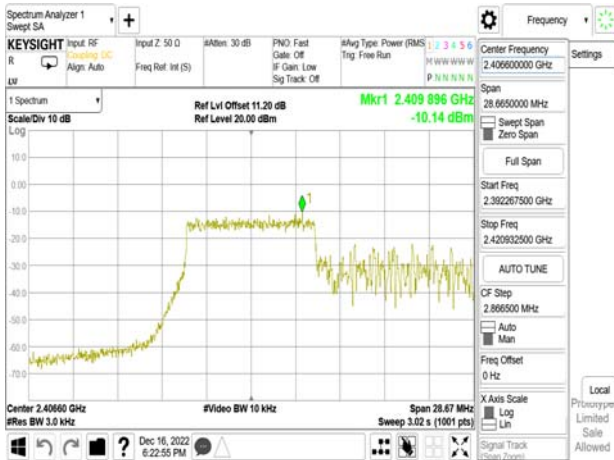 Spectrum Analyzer 1
Swept SA
+
Frequency
KEYSIGHT
R
Input: RF
Coupling: DC
Align: Auto
Input Z: 50 Ω
Freq Ref: Int (S)
#Atten: 30 dB
PNO: Fast
Gate: Off
IF Gain: Low
Sig Track: Off
#Avg Type: Power (RMS
Trig: Free Run
1 2 3 4 5 6
M W W W W W
P N N N N N
1 Spectrum
Scale/Div 10 dB
Ref Lvl Offset 11.20 dB
Ref Level 20.00 dBm
Mkr1 2.409 896 GHz
-10.14 dBm
Log
10.0
0.00
-10.0
-20.0
-30.0
-40.0
-50.0
-60.0
-70.0
1
Center 2.40660 GHz
#Res BW 3.0 kHz
#Video BW 10 kHz
Span 28.67 MHz
Sweep 3.02 s (1001 pts)
Dec 16, 2022
6:22:55 PM
Center Frequency
2.406600000 GHz
Span
28.6650000 MHz
Swept Span
Zero Span
Full Span
Start Freq
2.392267500 GHz
Stop Freq
2.420932500 GHz
AUTO TUNE
CF Step
2.866500 MHz
Auto
Man
Freq Offset
0 Hz
X Axis Scale
Log
Lin
Signal Track
(Span Zoom)
Settings
Local
Prototype
Limited
Sale
Allowed